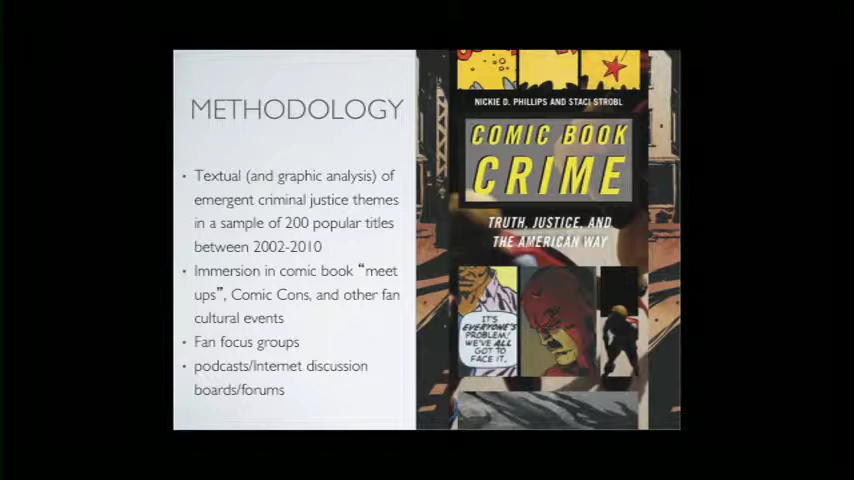 METHODOLOGY
• Textual (and graphic analysis) of
emergent criminal justice themes
in a sample of 200 popular titles
between 2002-2010
• Immersion in comic book “meet
ups”, Comic Cons, and other fan
cultural events
• Fan focus groups
• podcasts/Internet discussion
boards/forums
NICKIE D. PHILLIPS AND STACI STROBL
COMIC BOOK
CRIME
TRUTH, JUSTICE, AND
THE AMERICAN WAY
IT'S
EVERYONE'S
PROBLEM!
WE'VE ALL
GOT TO
FACE IT.